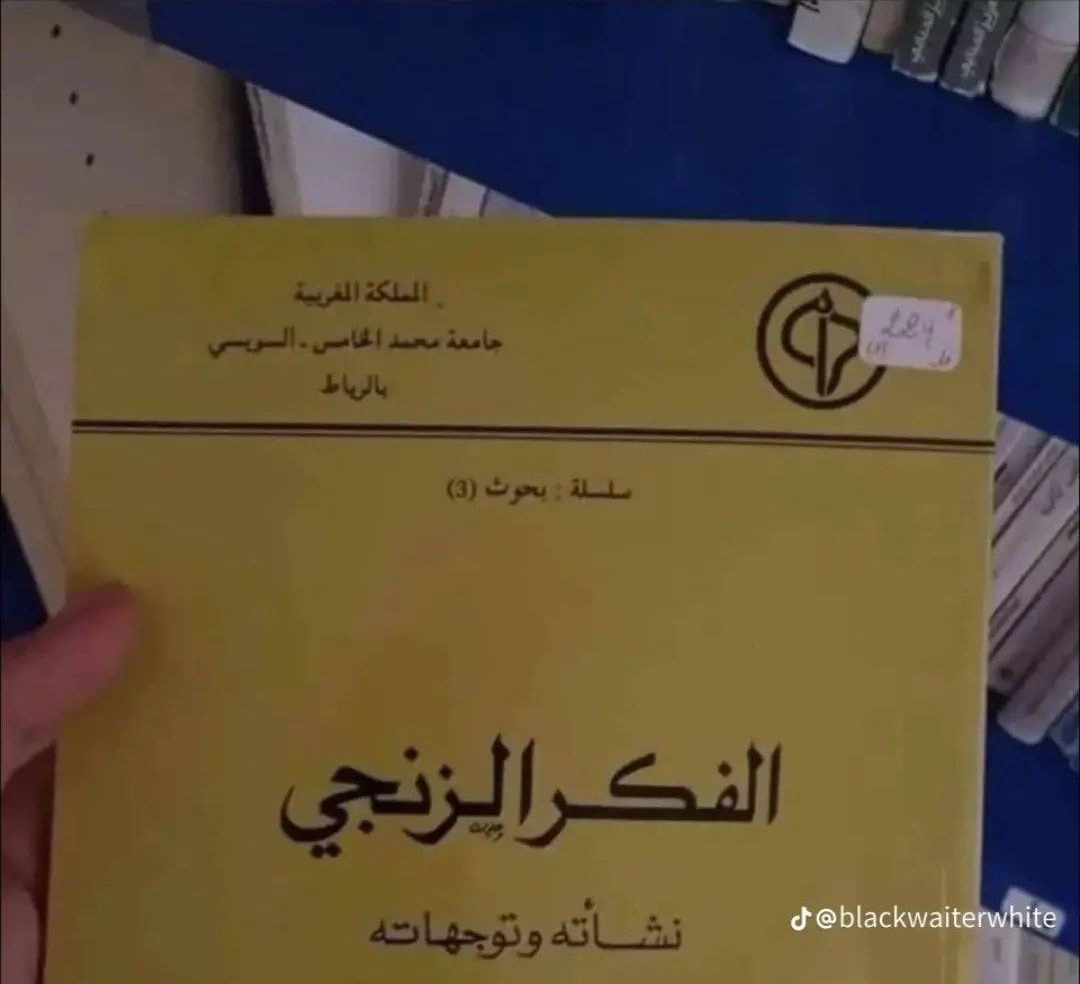 المملكة المغربية
جامعة محمد الخامس - السويسي
بالرباط
سلسلة : بحوث (3)
الفكر الزنجي
نشأته وتوجهاته
@blackwaiterwhite